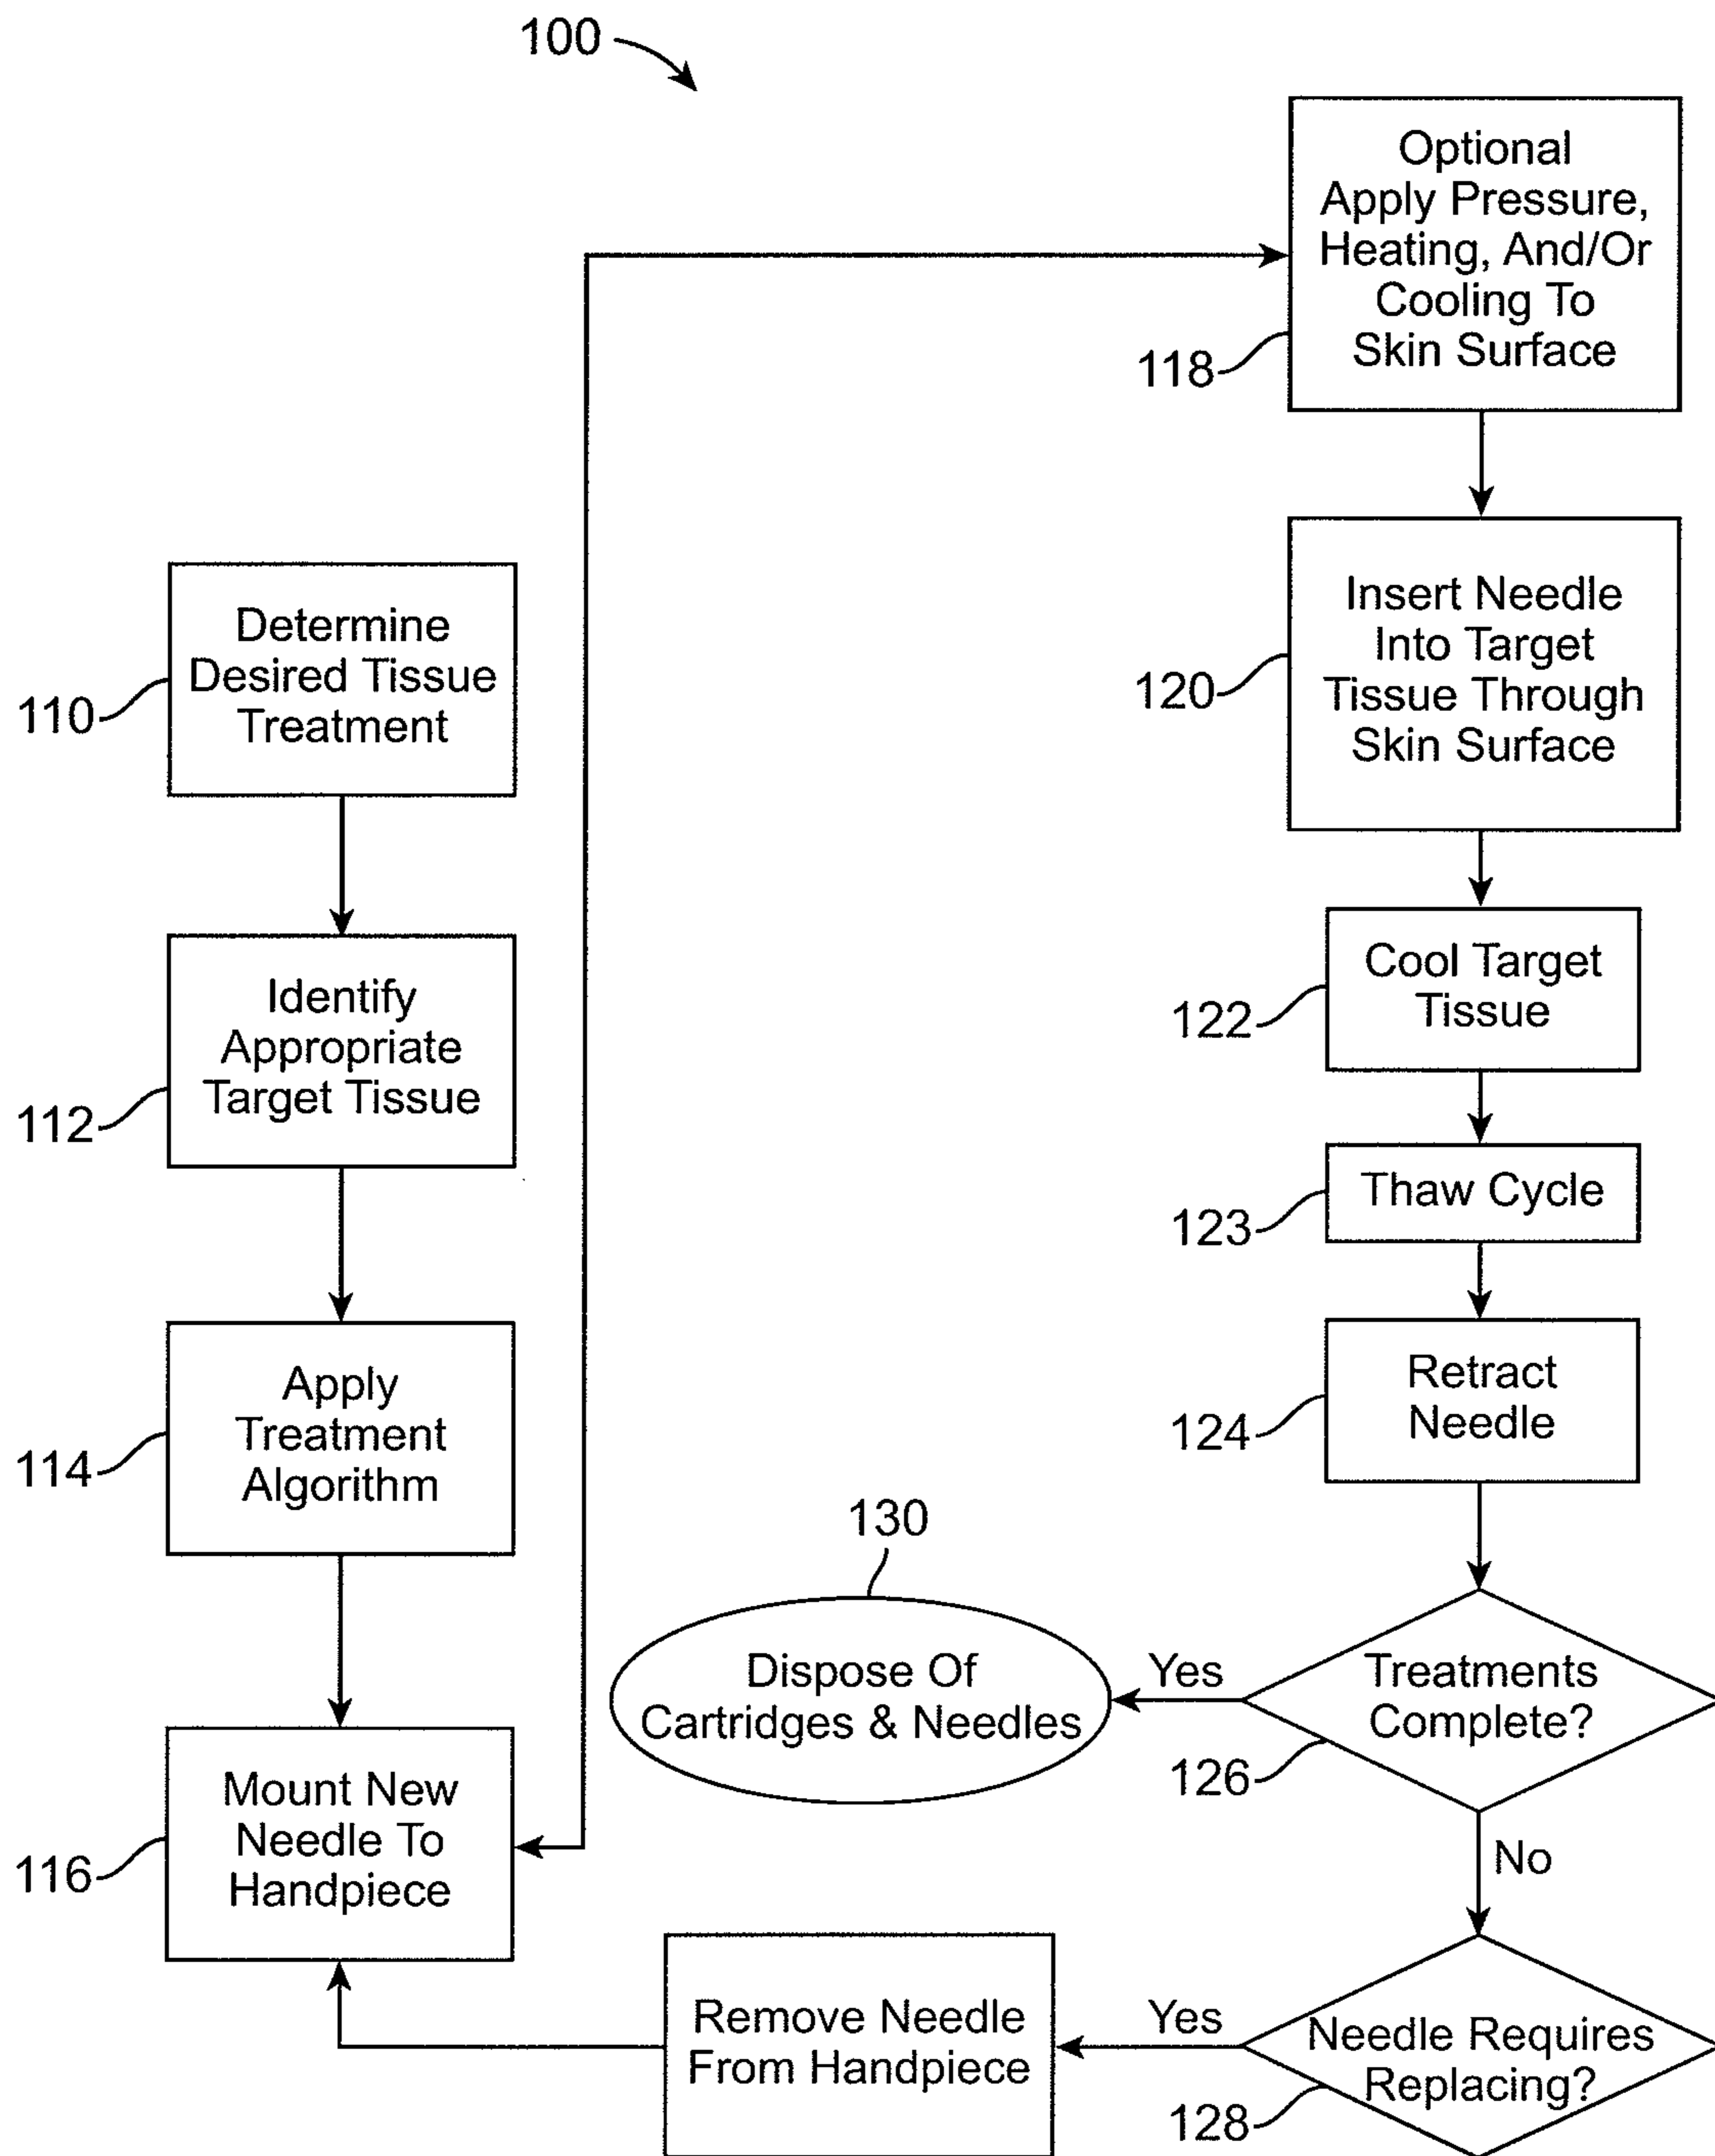 100
Determine
Desired Tissue
Treatment
110
Identify
Appropriate
Target Tissue
112
Apply
Treatment
Algorithm
114
Mount New
Needle To
Handpiece
116
Optional
Apply Pressure,
Heating, And/Or
Cooling To
Skin Surface
118
Insert Needle
Into Target
Tissue Through
Skin Surface
120
Cool Target
Tissue
122
Thaw Cycle
123
Retract
Needle
124
Treatments
Complete?
126
Yes
130
Dispose Of
Cartridges & Needles
No
Needle Requires
Replacing?
128
Yes
Remove Needle
From Handpiece